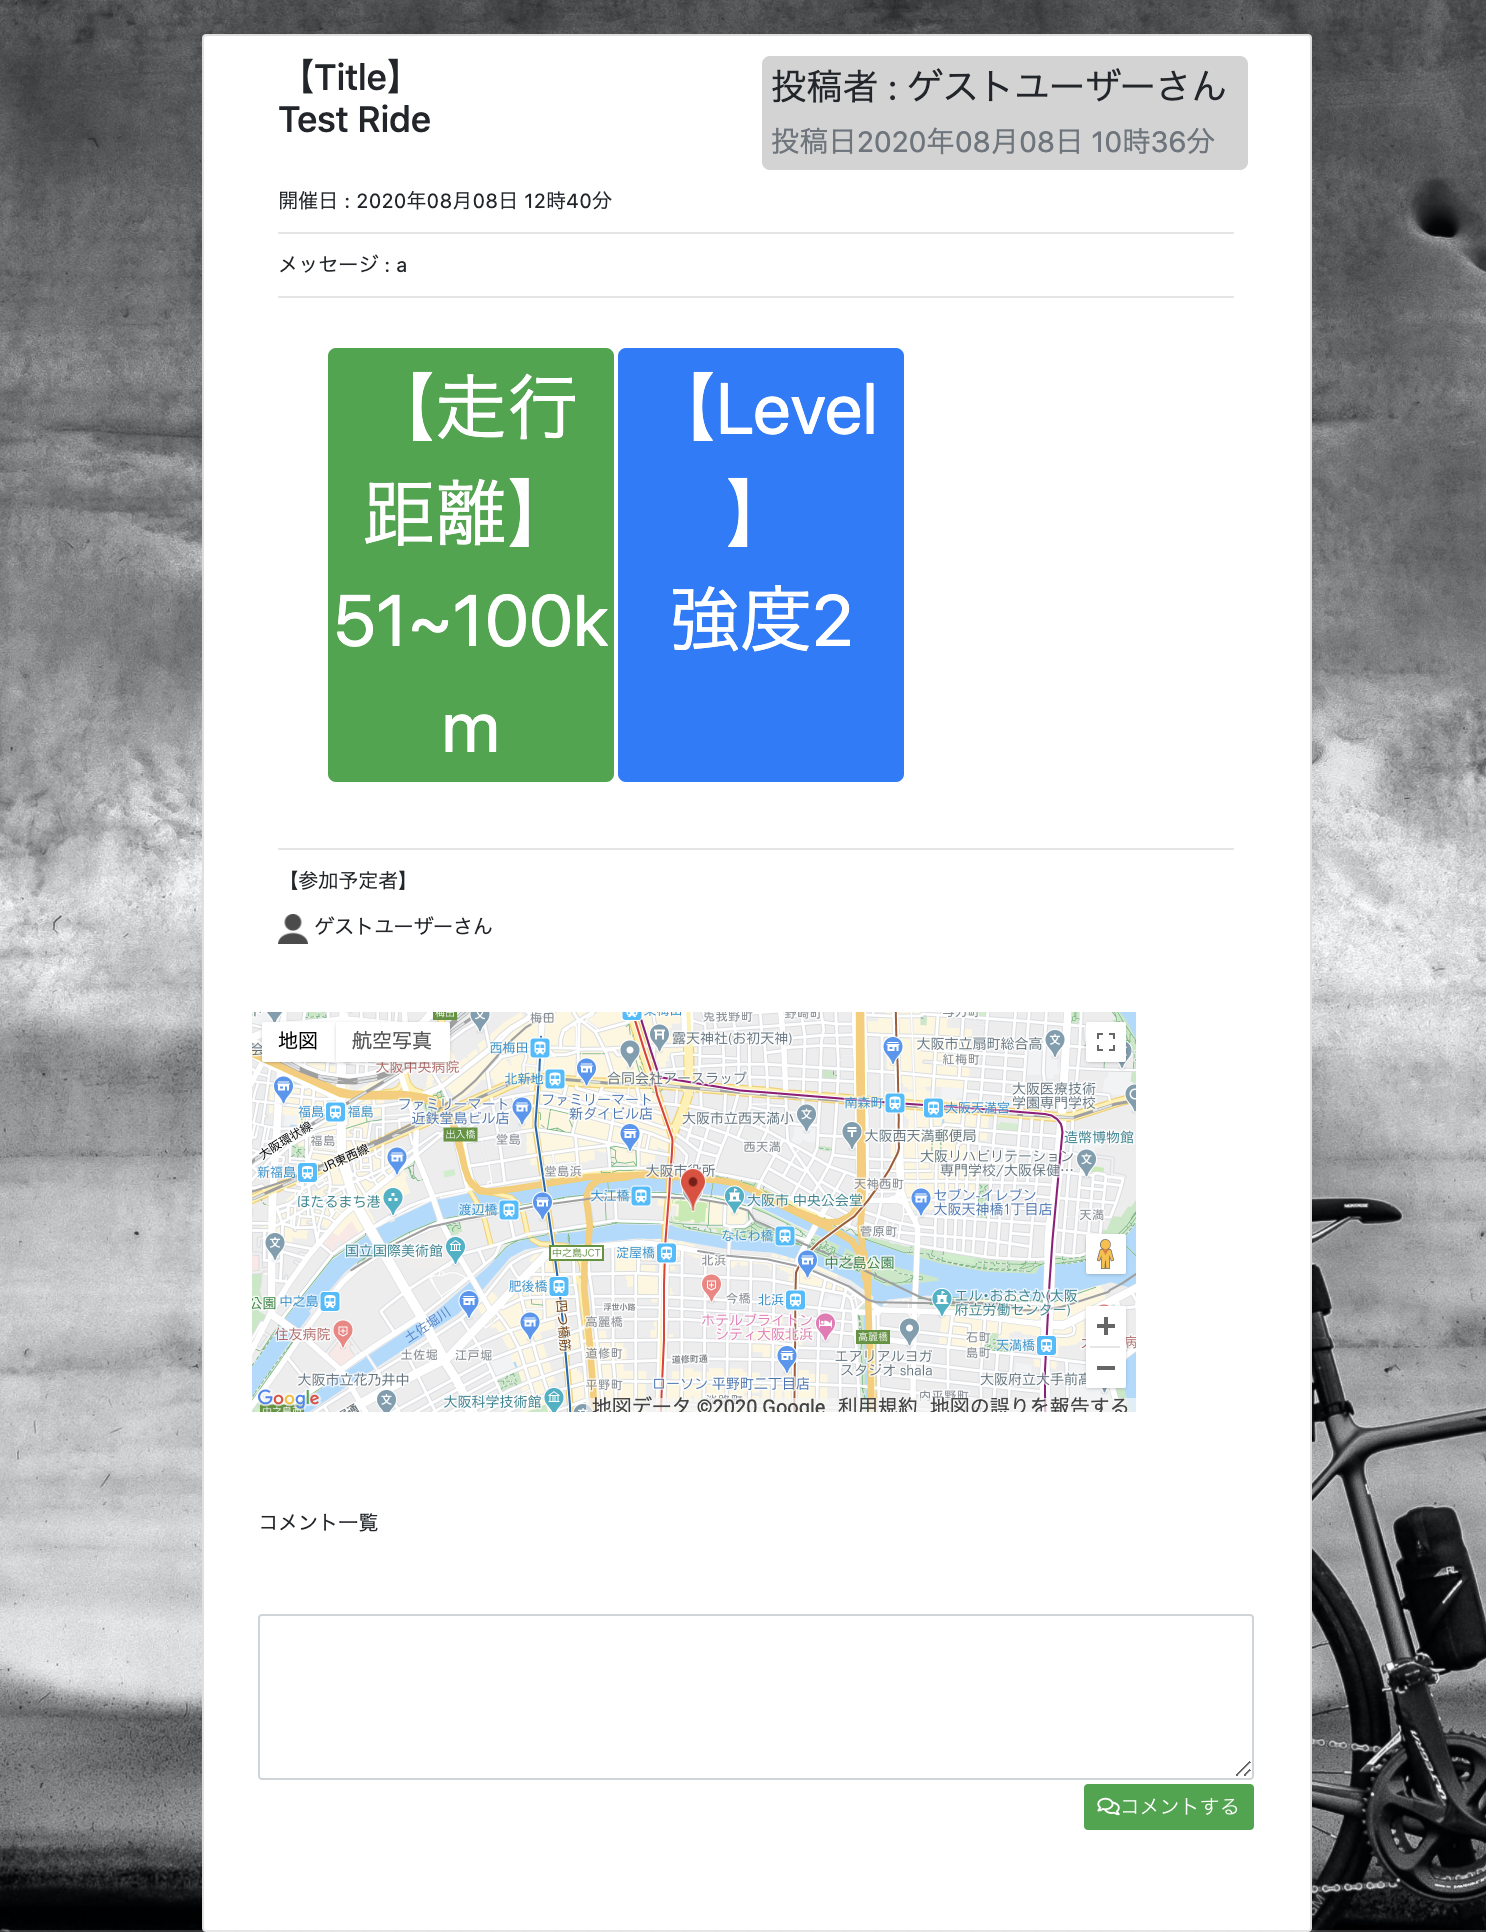 【Title】
Test Ride
投稿者 : ゲストユーザーさん
投稿日2020年08月08日 10時36分
開催日 : 2020年08月08日 12時40分
メッセージ : a
【走行
距離】
51~100k
m
【Level
】
強度2
【参加予定者】
ゲストユーザーさん
地図 航空写真
梅田
西梅田
露天神社(お初天神)
大阪市立扇町総合高
紅梅町
大阪中央病院
北新地
合同会社アースラップ
大阪医療技術
学園専門学校
福島 福島
ファミリーマート
近鉄堂島ビル店
ファミリーマート
新ダイビル店
大阪市立西天満小
南森町
大阪天満宮
大阪環状線
福島
出入橋
堂島
西天満
大阪西天満郵便局
造幣博物館
JR東西線
新福島
堂島浜
大阪市役所
大阪リハビリテーション
専門学校/大阪保健…
天神西町
ほたるまち港
渡辺橋
大江橋
大阪市 中央公会堂
セブン-イレブン
大阪天神橋1丁目店
天満
国立国際美術館
中之島JCT
淀屋橋
なにわ橋
菅原町
北浜
中之島公園
肥後橋
今橋
北浜
エル・おおさか(大阪
府立労働センター)
公園 中之島
土佐堀川
四つ橋筋
浮世小路
高麗橋
ホテルブライトン
シティ大阪北浜
高麗橋
石町
島町
天満橋
住友病院
土佐堀
江戸堀
道修町
道修町通
エアリアルヨガ
スタジオ shala
大阪市立花乃井中
平野町
ローソン 平野町二丁目店
内平野町
大阪府立大手前高
Google
大阪科学技術館
地図データ ©2020 Google 利用規約 地図の誤りを報告する
コメント一覧
コメントする